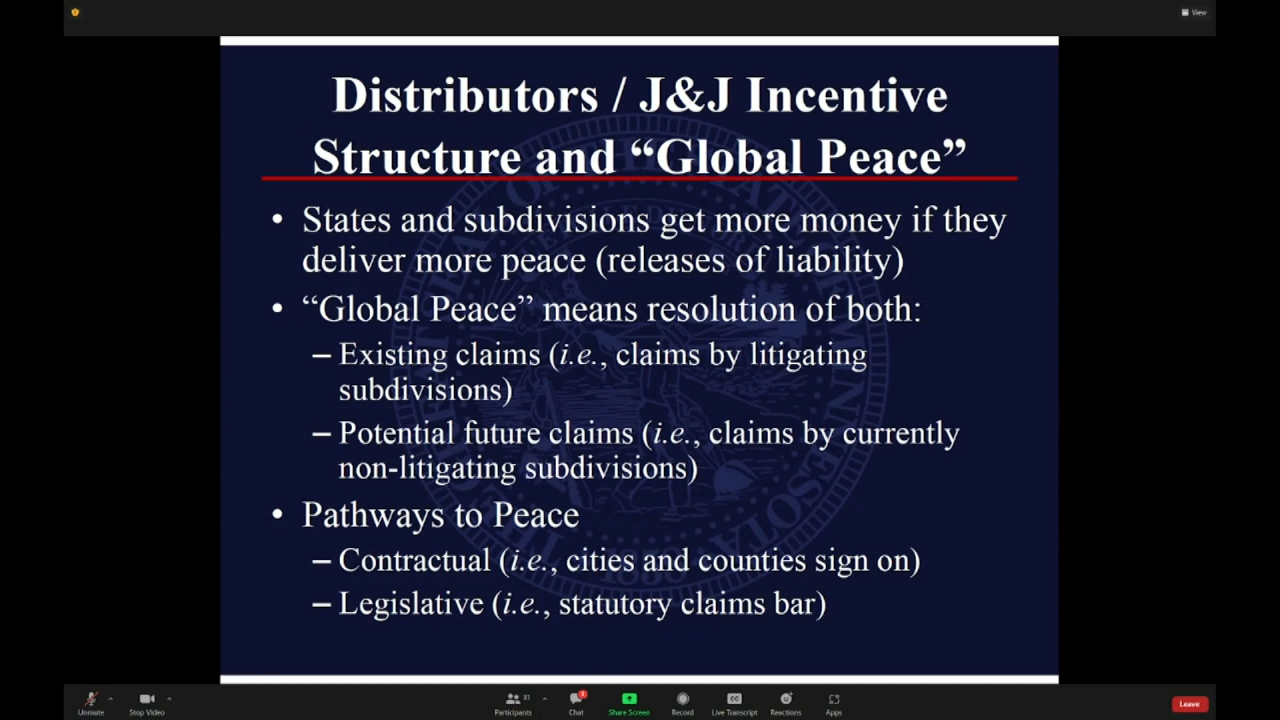 View
Distributors / J&J Incentive
Structure and “Global Peace”
• States and subdivisions get more money if they
deliver more peace (releases of liability)
• “Global Peace” means resolution of both:
– Existing claims (i.e., claims by litigating
subdivisions)
– Potential future claims (i.e., claims by currently
non-litigating subdivisions)
• Pathways to Peace
– Contractual (i.e., cities and counties sign on)
– Legislative (i.e., statutory claims bar)
Unmute Stop Video 31 Participants 1 Chat Share Screen Record CC Live Transcript Reactions Apps Leave